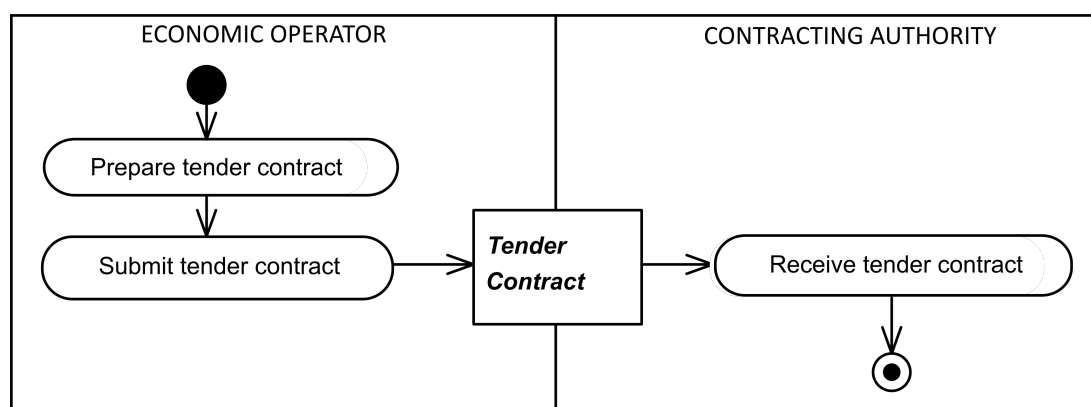 ECONOMIC OPERATOR
CONTRACTING AUTHORITY
Prepare tender contract
Submit tender contract
Tender
Contract
Receive tender contract